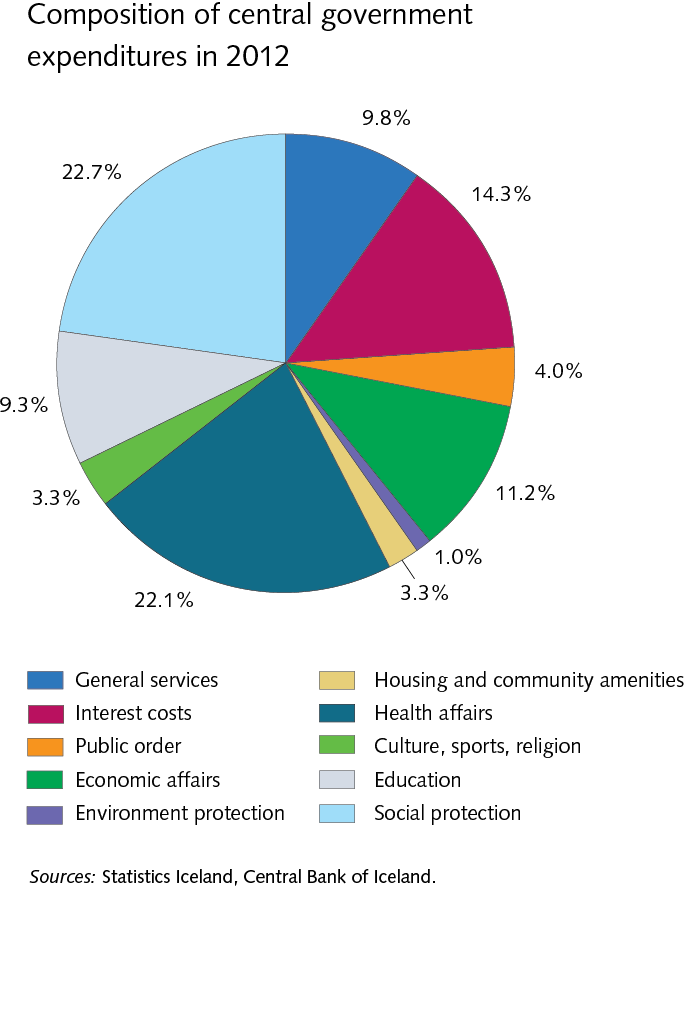 Composition of central government
expenditures in 2012
9.8%
22.7%
14.3%
4.0%
9.3%
11.2%
3.3%
1.0%
3.3%
22.1%
General services
Interest costs
Public order
Economic affairs
Environment protection
Housing and community amenities
Health affairs
Culture, sports, religion
Education
Social protection
Sources: Statistics Iceland, Central Bank of Iceland.